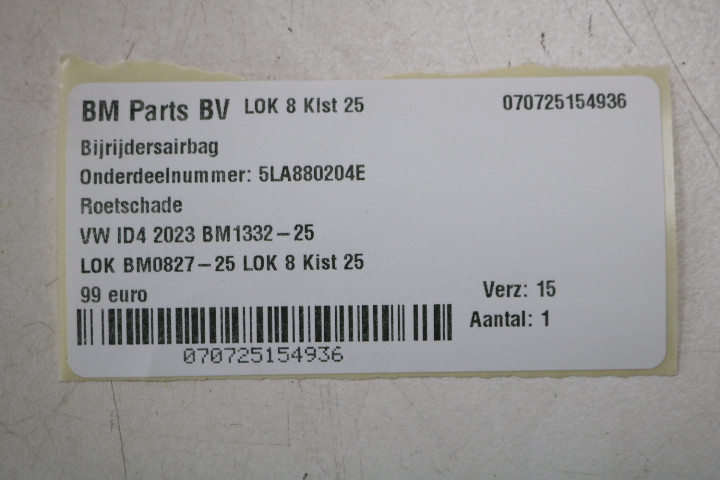 BM Parts BV LOK 8 KIst 25 070725154936
Bijrijdersairbag
Onderdeelnummer: 5LA880204E
Roetschade
VW ID4 2023 BM1332-25
LOK BM0827-25 LOK 8 Kist 25
99 euro Verz: 15
Aantal: 1
070725154936